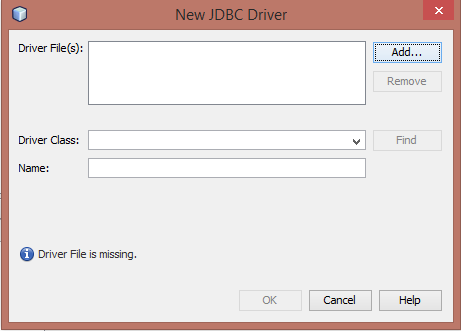 New JDBC Driver
Driver File(s):
Add...
Remove
Driver Class:
Find
Name:
Driver File is missing.
OK
Cancel
Help